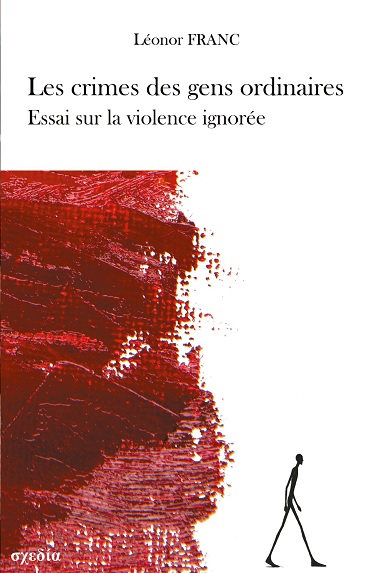 Léonor FRANC
Les crimes des gens ordinaires
Essai sur la violence ignorée
σχεδία